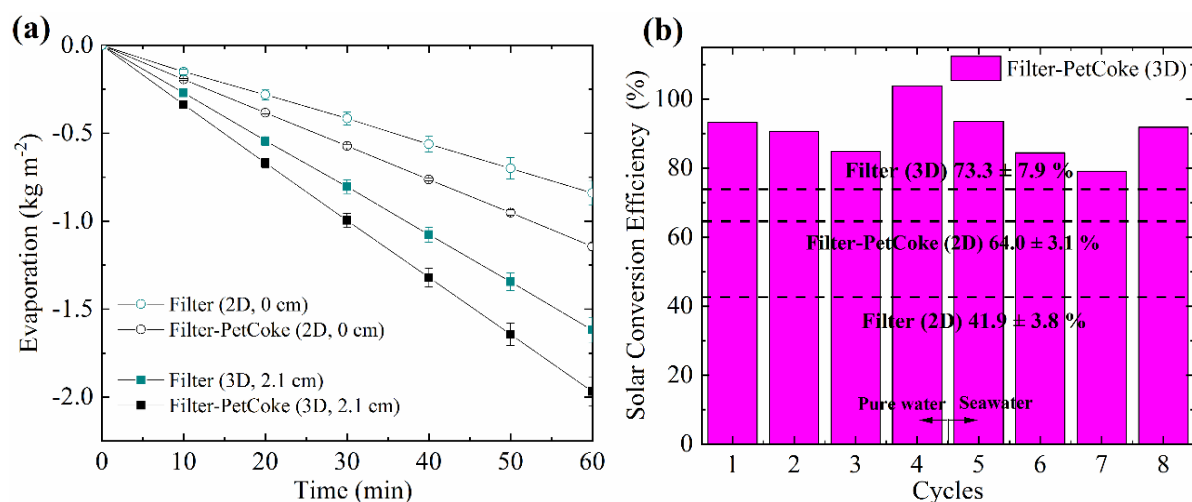 (a)
Evaporation (kg m⁻²)
0.0
-0.5
-1.0
-1.5
-2.0
Filter (2D, 0 cm)
Filter-PetCoke (2D, 0 cm)
Filter (3D, 2.1 cm)
Filter-PetCoke (3D, 2.1 cm)
0 10 20 30 40 50 60
Time (min)
(b)
Solar Conversion Efficiency (%)
100
80
60
40
20
0
Filter-PetCoke (3D)
Filter (3D) 73.3 ± 7.9 %
Filter-PetCoke (2D) 64.0 ± 3.1 %
Filter (2D) 41.9 ± 3.8 %
Pure water Seawater
1 2 3 4 5 6 7 8
Cycles